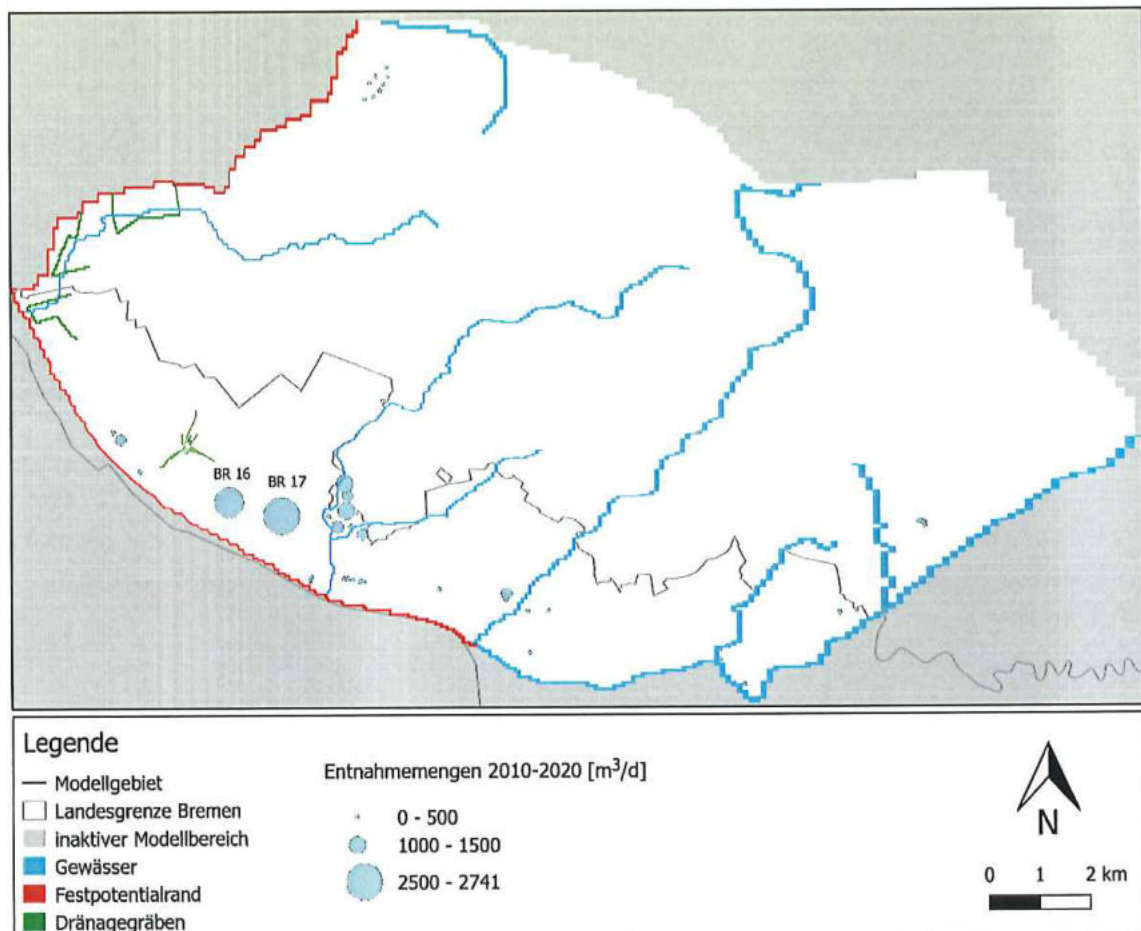 BR 16
BR 17
Legende
Modellgebiet
Landesgrenze Bremen
inaktiver Modellbereich
Gewässer
Festpotentialrand
Dränagegräben
Entnahmemengen 2010-2020 [m³/d]
0 - 500
1000 - 1500
2500 - 2741
N
0 1 2 km